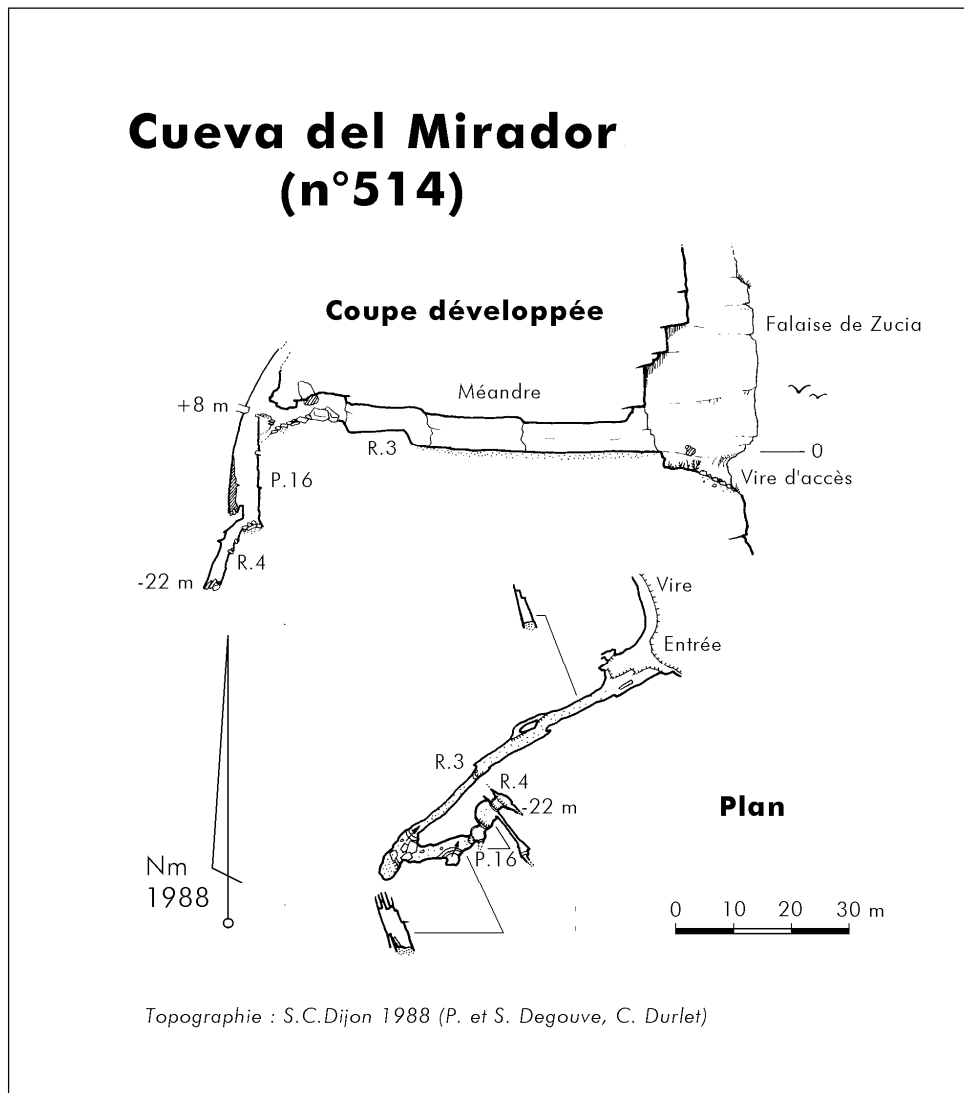 Cueva del Mirador
(n°514)
Coupe développée
Falaise de Zucia
Méandre
+8 m
R.3
0
P.16
Vire d'accès
R.4
-22 m
Vire
Entrée
R.3
R.4
-22 m
Plan
P.16
Nm
1988
0 10 20 30 m
Topographie : S.C.Dijon 1988 (P. et S. Degouve, C. Durlet)